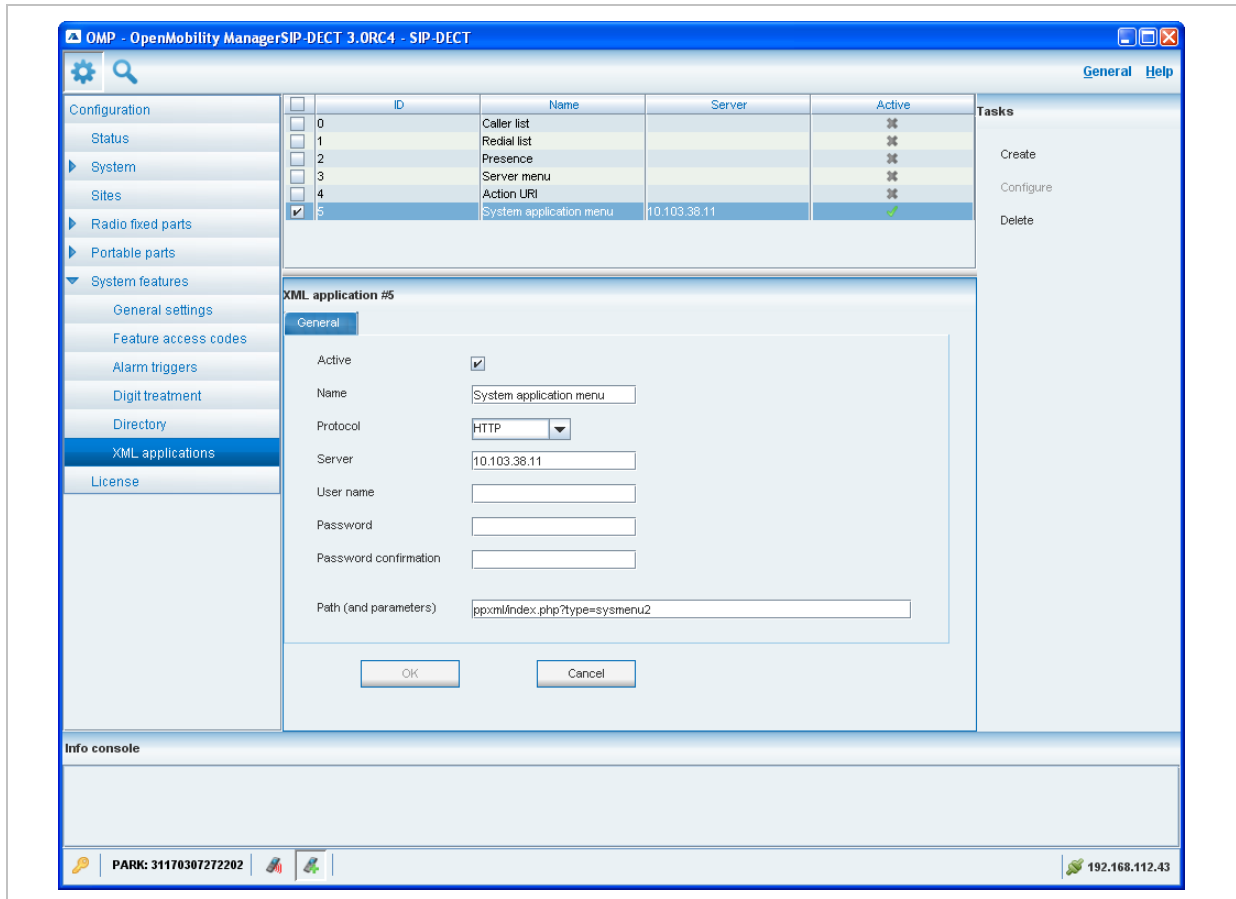 OMP - OpenMobility ManagerSIP-DECT 3.0RC4 - SIP-DECT
General Help
Configuration
Status
System
Sites
Radio fixed parts
Portable parts
System features
General settings
Feature access codes
Alarm triggers
Digit treatment
Directory
XML applications
License
ID Name Server Active
0 Caller list
1 Redial list
2 Presence
3 Server menu
4 Action URI
5 System application menu 10.103.38.11
Tasks
Create
Configure
Delete
XML application #5
General
Active
Name System application menu
Protocol HTTP
Server 10.103.38.11
User name
Password
Password confirmation
Path (and parameters) ppxml/index.php?type=sysmenu2
OK Cancel
Info console
PARK: 31170307272202
192.168.112.43